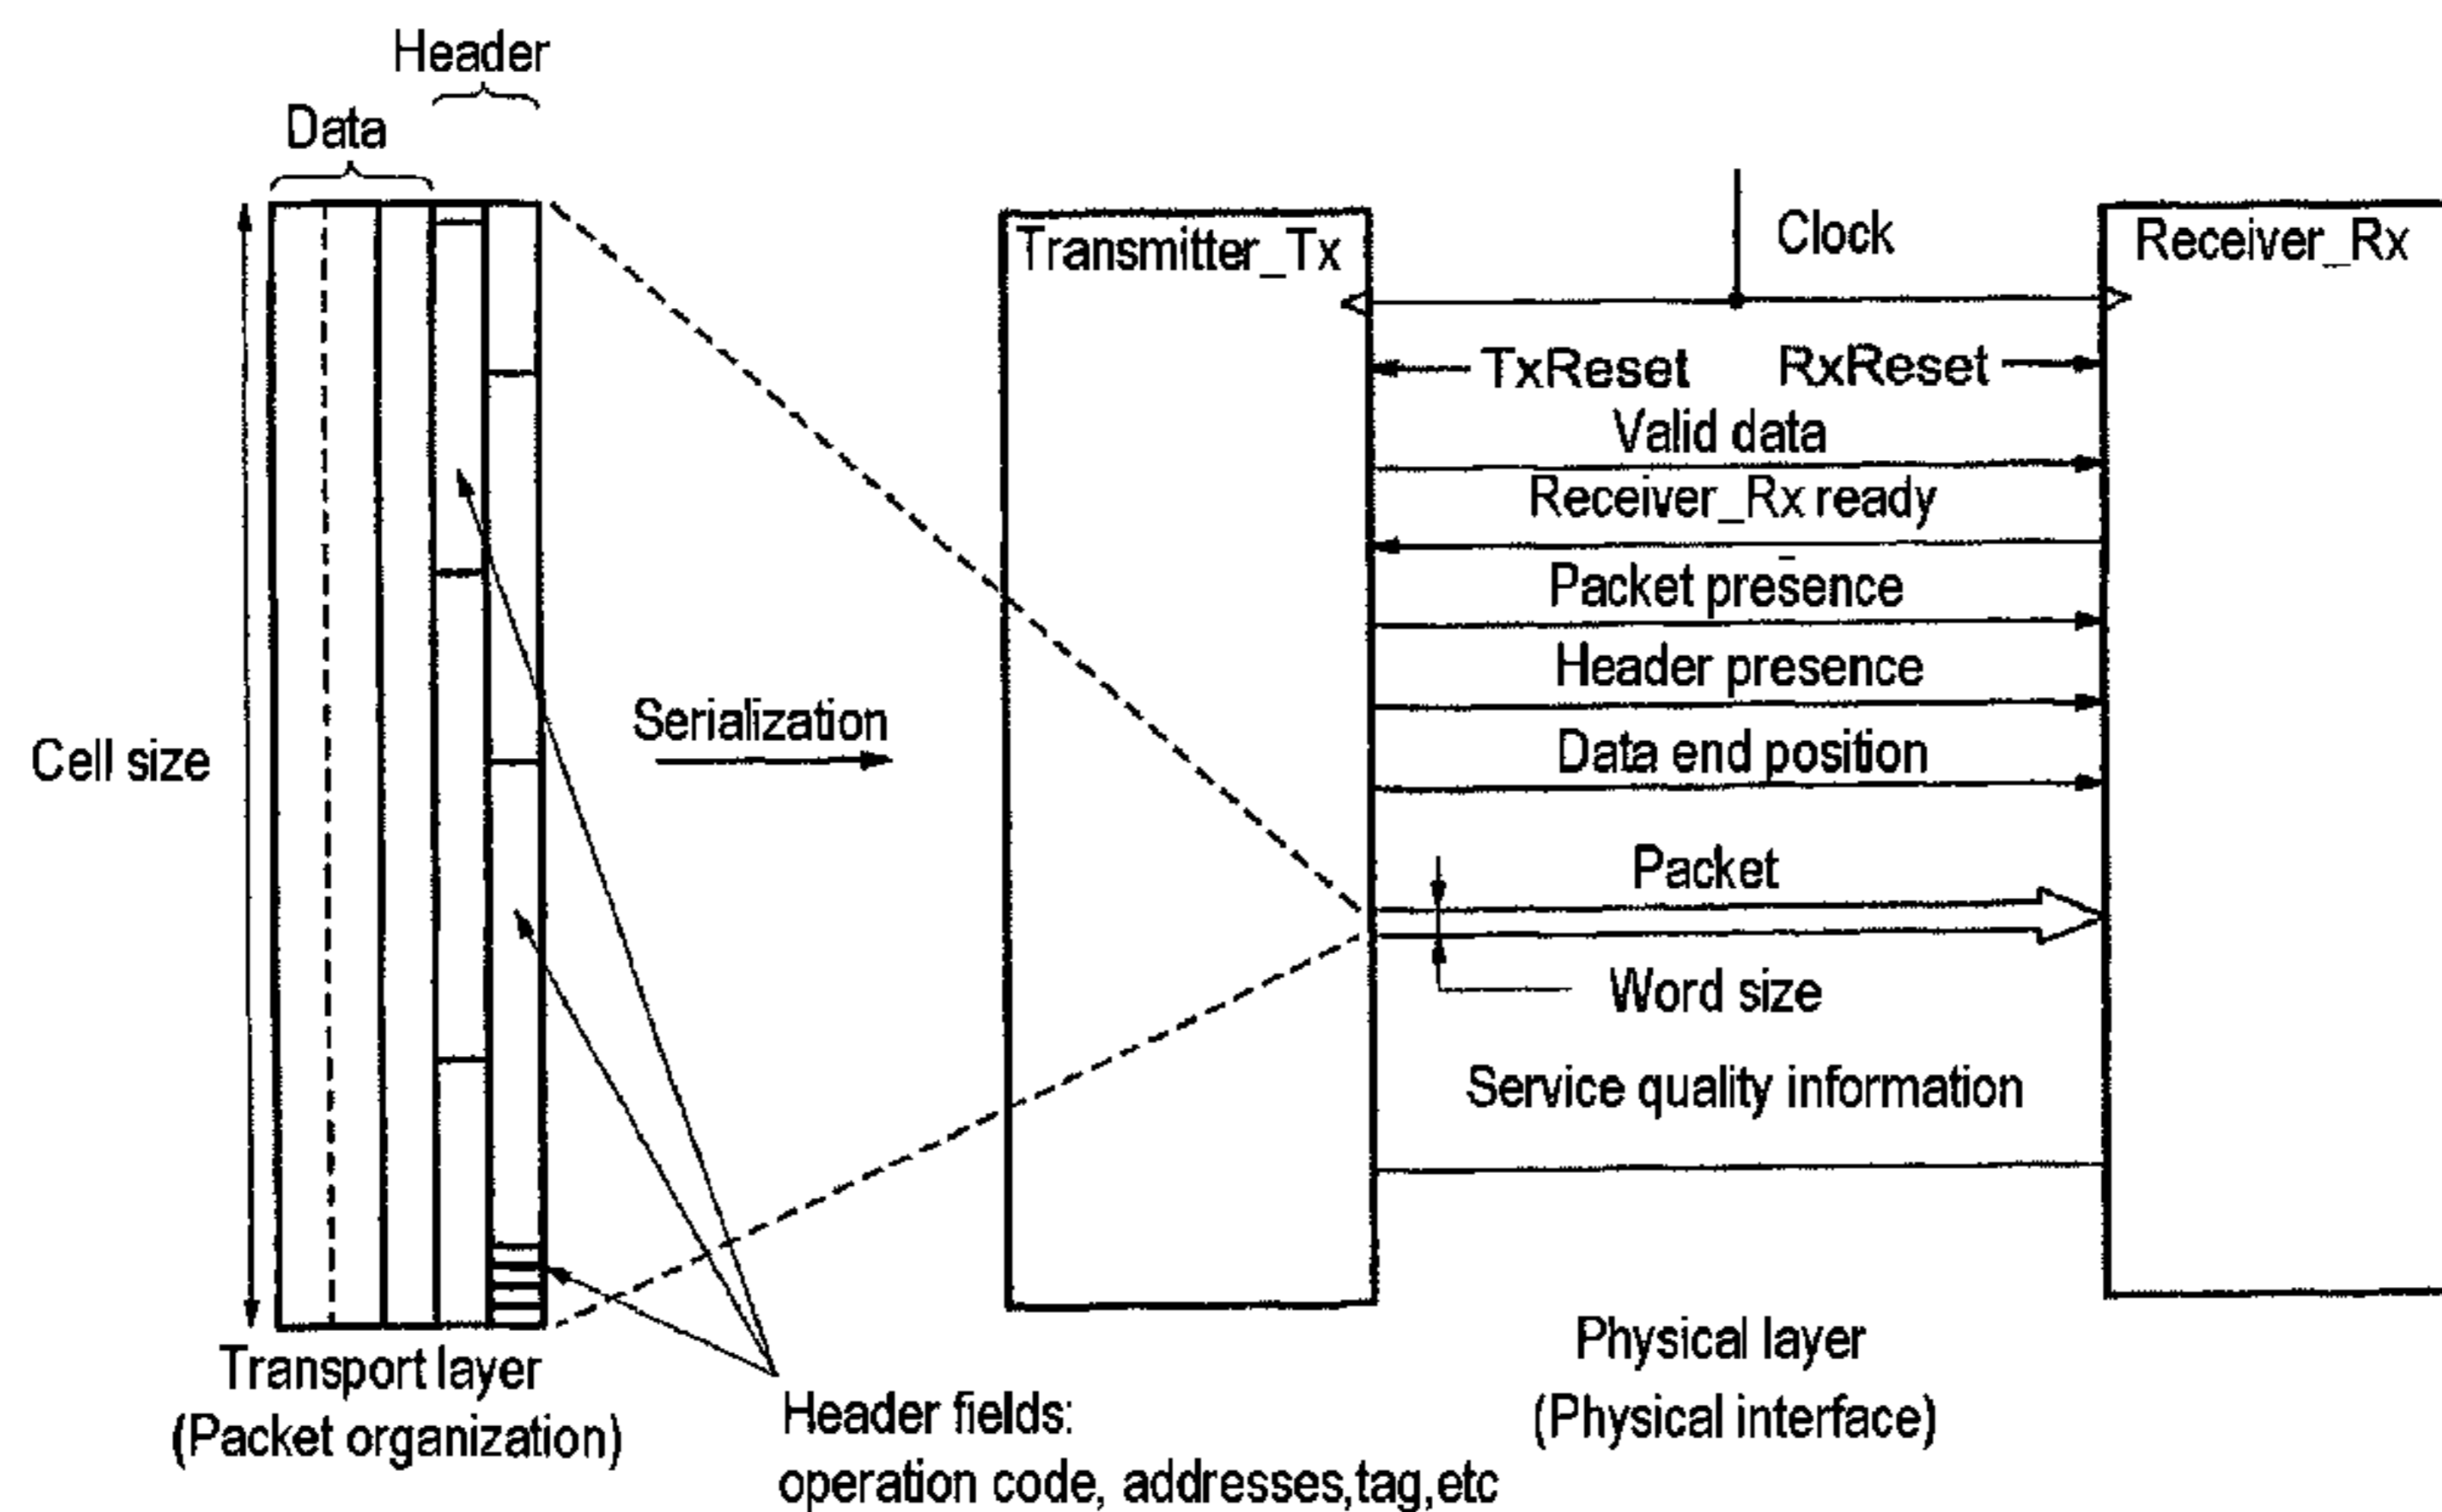 Header
Data
Transmitter_Tx
Clock
Receiver_Rx
TxReset
RxReset
Valid data
Receiver_Rx ready
Packet presence
Header presence
Serialization
Cell size
Data end position
Packet
Word size
Service quality information
Transport layer
(Packet organization)
Physical layer
(Physical interface)
Header fields:
operation code, addresses,tag,etc